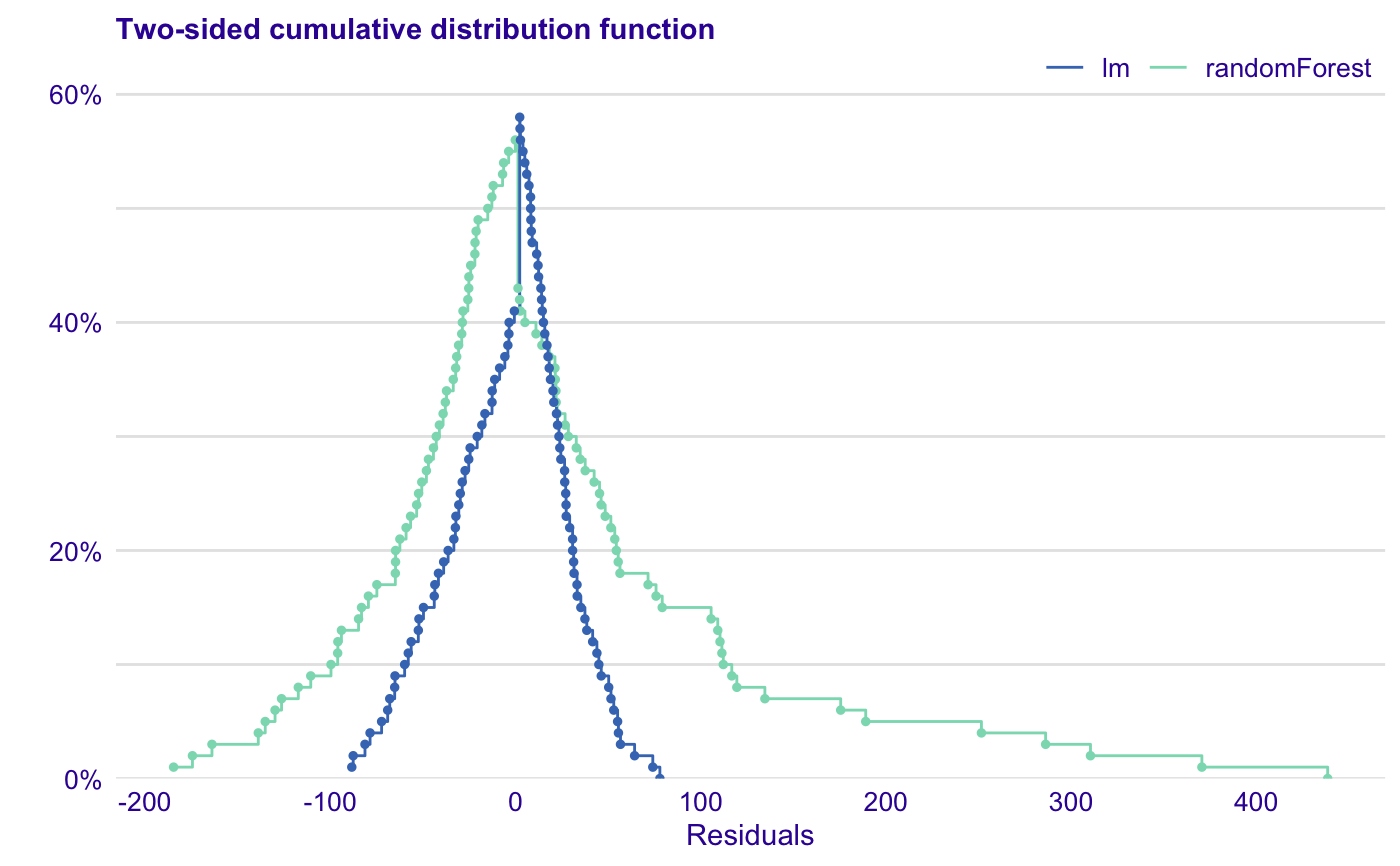 Two-sided cumulative distribution function
lm randomForest
60%
40%
20%
0%
-200 -100 0 100 200 300 400
Residuals